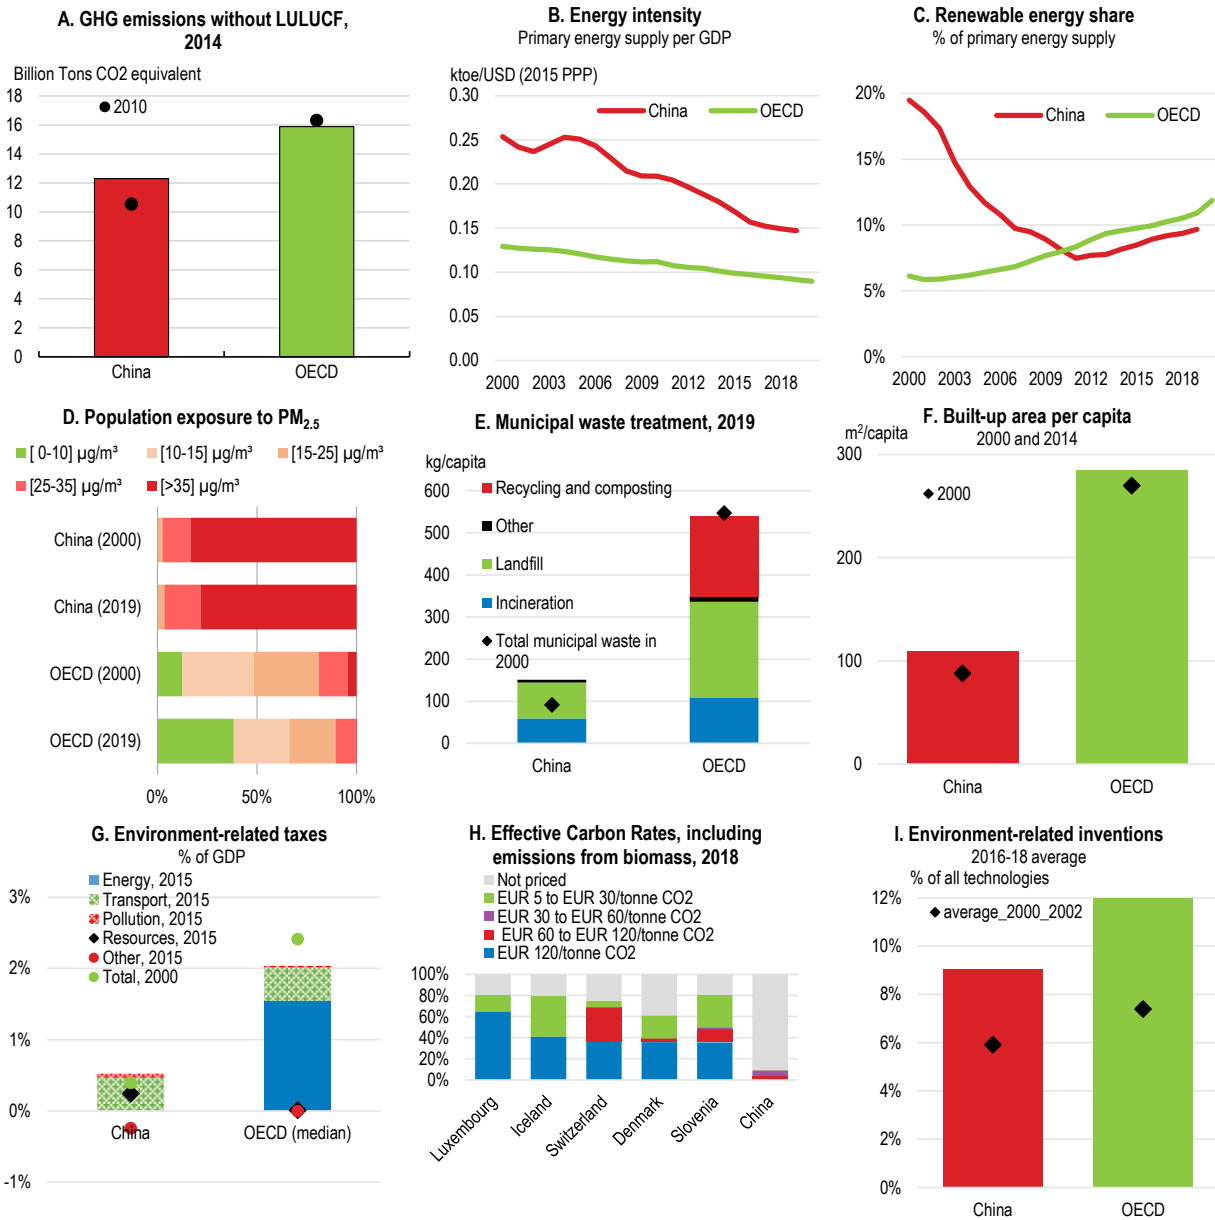 A. GHG emissions without LULUCF,
2014
Billion Tons CO2 equivalent
18
16
14
12
10
8
6
4
2
0
2010
China
OECD
B. Energy intensity
Primary energy supply per GDP
ktoe/USD (2015 PPP)
0.30
0.25
0.20
0.15
0.10
0.05
0.00
China
OECD
2000 2003 2006 2009 2012 2015 2018
C. Renewable energy share
% of primary energy supply
20%
15%
10%
5%
0%
China
OECD
2000 2003 2006 2009 2012 2015 2018
D. Population exposure to PM2.5
[ 0-10] µg/m³ [10-15] µg/m³ [15-25] µg/m³
[25-35] µg/m³ [>35] µg/m³
China (2000)
China (2019)
OECD (2000)
OECD (2019)
0% 50% 100%
E. Municipal waste treatment, 2019
kg/capita
600
500
400
300
200
100
0
Recycling and composting
Other
Landfill
Incineration
Total municipal waste in
2000
China
OECD
F. Built-up area per capita
2000 and 2014
m2/capita
300
200
100
0
2000
China
OECD
G. Environment-related taxes
% of GDP
3%
2%
1%
0%
-1%
Energy, 2015
Transport, 2015
Pollution, 2015
Resources, 2015
Other, 2015
Total, 2000
China
OECD (median)
H. Effective Carbon Rates, including
emissions from biomass, 2018
Not priced
EUR 5 to EUR 30/tonne CO2
EUR 30 to EUR 60/tonne CO2
EUR 60 to EUR 120/tonne CO2
EUR 120/tonne CO2
100%
80%
60%
40%
20%
0%
Luxembourg
Iceland
Switzerland
Denmark
Slovenia
China
I. Environment-related inventions
2016-18 average
% of all technologies
12%
10%
8%
6%
4%
2%
0%
average_2000_2002
China
OECD